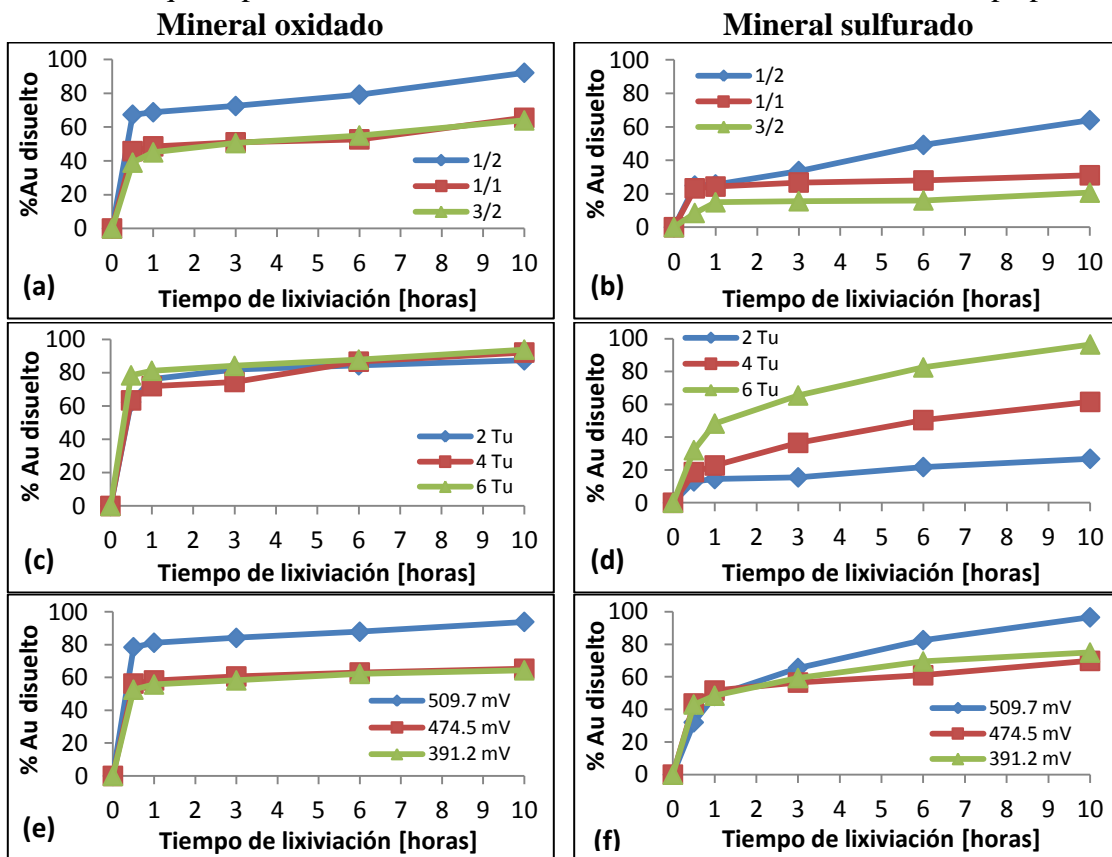 Mineral oxidado
Mineral sulfurado
100
80
60
40
20
0
%Au disuelto
1/2
1/1
3/2
0 1 2 3 4 5 6 7 8 9 10
(a)
Tiempo de lixiviación [horas]
100
80
60
40
20
0
% Au disuelto
1/2
1/1
3/2
0 1 2 3 4 5 6 7 8 9 10
(b)
Tiempo de lixiviación [horas]
100
80
60
40
20
0
% Au disuelto
2 Tu
4 Tu
6 Tu
0 1 2 3 4 5 6 7 8 9 10
(c)
Tiempo de lixiviación [horas]
100
80
60
40
20
0
% Au disuelto
2 Tu
4 Tu
6 Tu
0 1 2 3 4 5 6 7 8 9 10
(d)
Tiempo de lixiviación [horas]
100
80
60
40
20
0
% Au disuelto
509.7 mV
474.5 mV
391.2 mV
0 1 2 3 4 5 6 7 8 9 10
(e)
Tiempo de lixiviación [horas]
100
80
60
40
20
0
% Au disuelto
509.7 mV
474.5 mV
391.2 mV
0 1 2 3 4 5 6 7 8 9 10
(f)
Tiempo de lixiviación [horas]